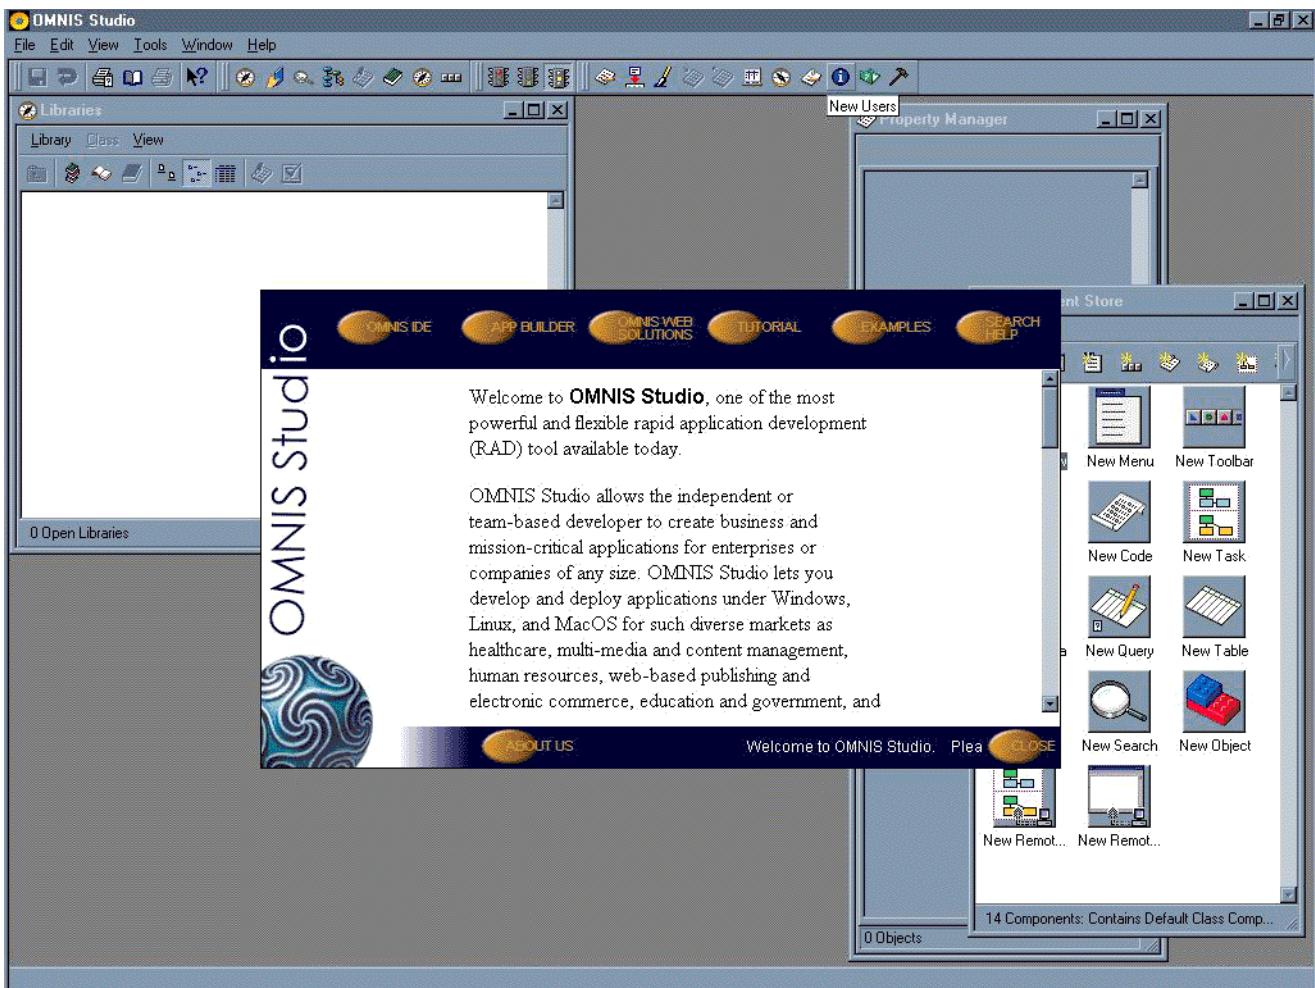 OMNIS Studio
File Edit View Tools Window Help
New Users
Libraries
Library Class View
0 Open Libraries
Property Manager
0 Objects
Store
New Menu New Toolbar
New Code New Task
New Query New Table
New Search New Object
New Remot... New Remot...
14 Components: Contains Default Class Comp...
OMNIS Studio
OMNIS IDE
APP BUILDER
OMNIS WEB
SOLUTIONS
TUTORIAL
EXAMPLES
SEARCH
HELP
Welcome to OMNIS Studio, one of the most
powerful and flexible rapid application development
(RAD) tool available today.
OMNIS Studio allows the independent or
team-based developer to create business and
mission-critical applications for enterprises or
companies of any size. OMNIS Studio lets you
develop and deploy applications under Windows,
Linux, and MacOS for such diverse markets as
healthcare, multi-media and content management,
human resources, web-based publishing and
electronic commerce, education and government, and
ABOUT US
Welcome to OMNIS Studio. Plea
CLOSE